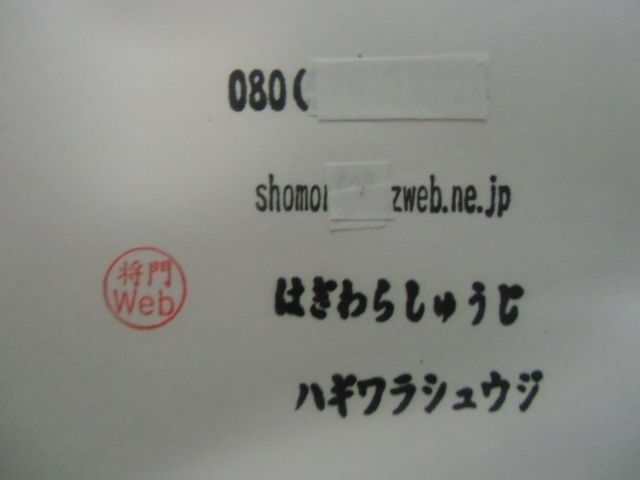 080(
shomon zweb.ne.jp
将門
Web
はぎわらしゅうじ
ハギワラシュウジ